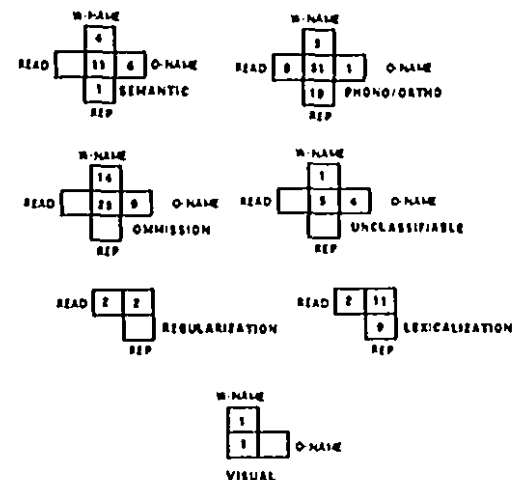 W-NAME W-NAME
4 3
READ 11 6 O-NAME READ 8 31 1 O-NAME
1 SEMANTIC 10 PHONO/ORTHO
REP REP
W-NAME W-NAME
14 1
READ 23 9 O-NAME READ 5 4 O-NAME
OMMISSION UNCLASSIFIABLE
REP REP
READ 2 2 READ 2 11
REGULARIZATION 9 LEXICALIZATION
REP REP
W-NAME
1
1 O-NAME
VISUAL